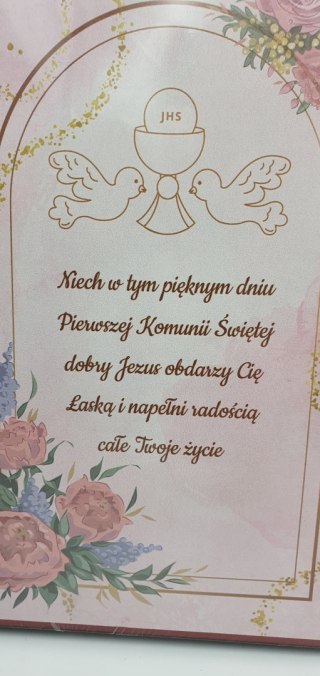 JHS
Niech w tym pięknym dniu
Pierwszej Komunii Świętej
dobry Jezus obdarzy Cię
Łaską i napełni radością
całe Twoje życie